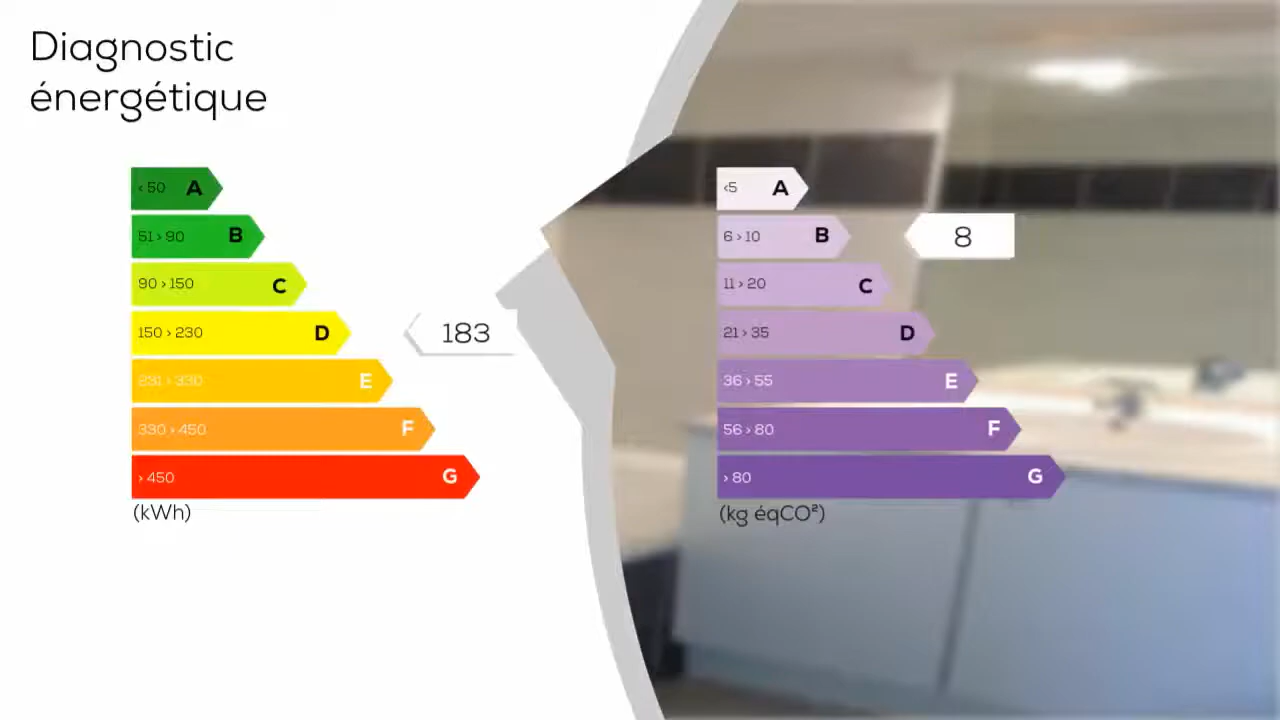 Diagnostic
énergétique
< 50 A
51 > 90 B
90 > 150 C
150 > 230 D
183
231 > 330 E
330 > 450 F
> 450 G
(kWh)
<5 A
6 > 10 B
8
11 > 20 C
21 > 35 D
36 > 55 E
56 > 80 F
> 80 G
(kg éqCO²)